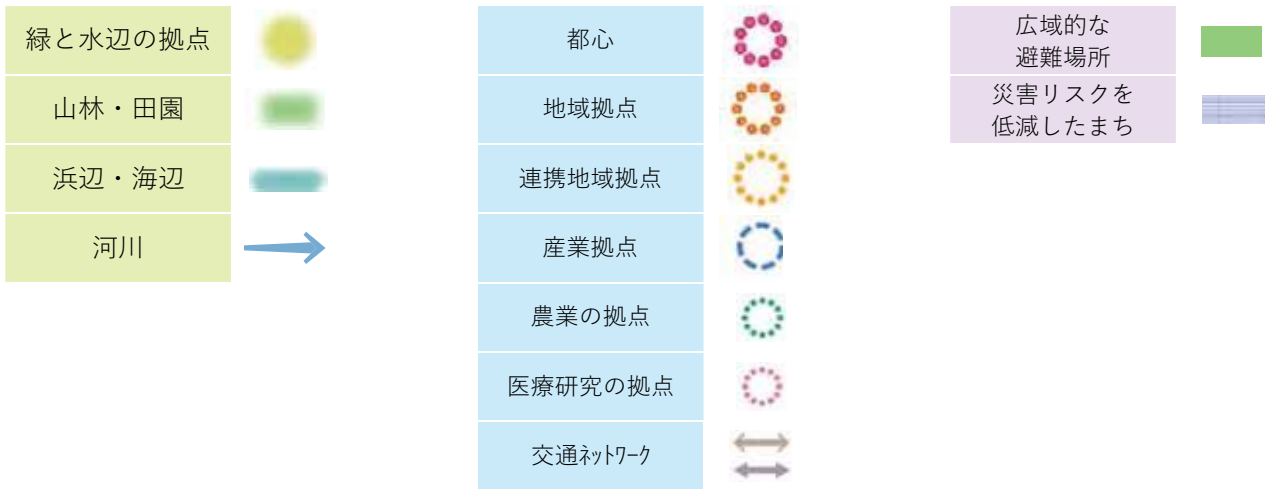 緑と水辺の拠点
山林・田園
浜辺・海辺
河川
都心
地域拠点
連携地域拠点
産業拠点
農業の拠点
医療研究の拠点
交通ﾈｯﾄﾜｰｸ
広域的な
避難場所
災害リスクを
低減したまち